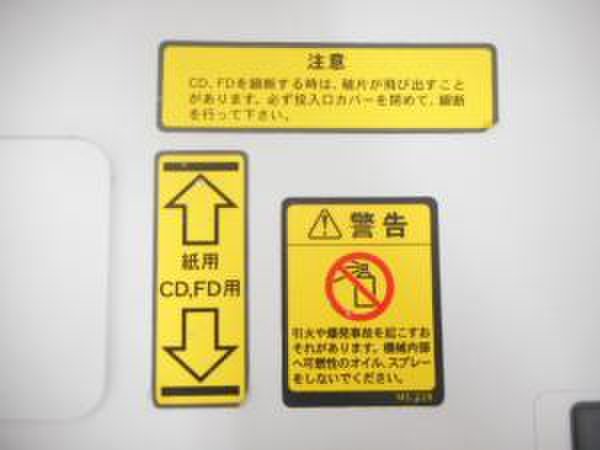 注意
CD、FDを細断する時は、破片が飛び出すこと
があります。必ず投入口カバーを閉めて、細断
を行って下さい。
紙用
CD,FD用
警告
引火や爆発事故を起こすお
それがあります。機械内部
へ可燃性のオイル、スプレー
をしないでください。